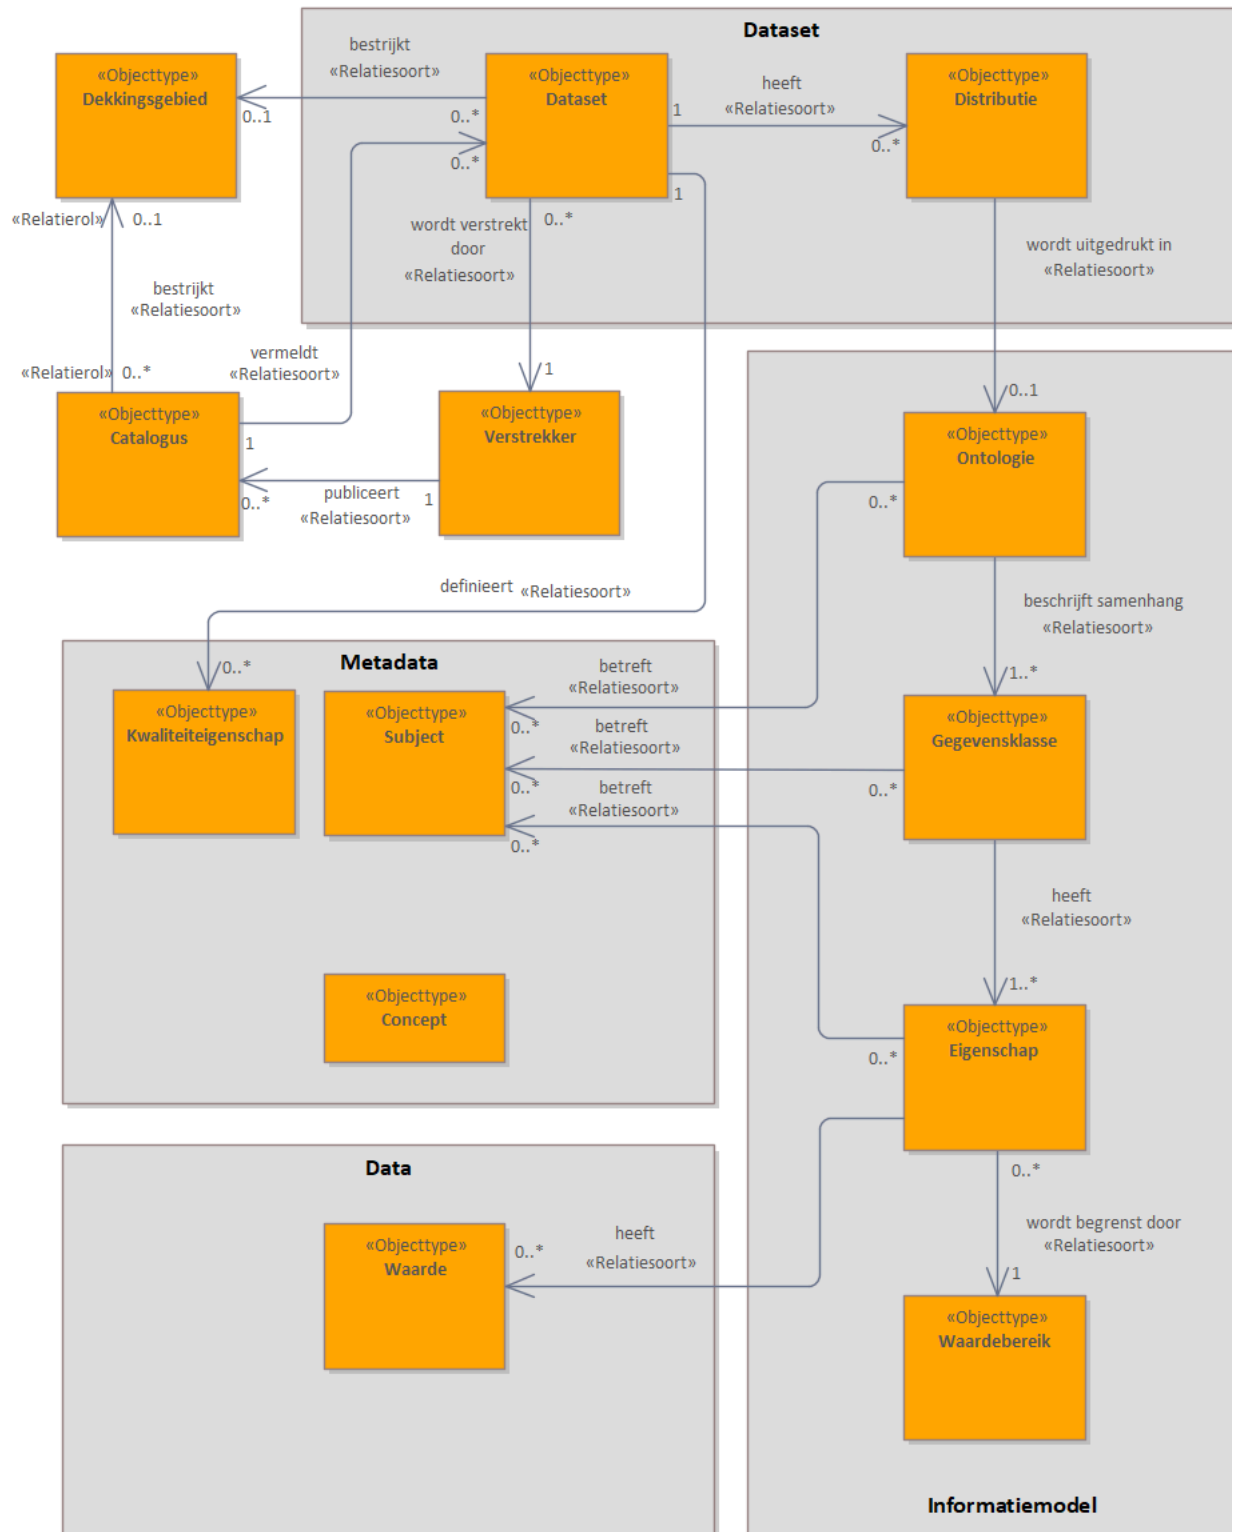 Dataset
bestrijkt
«Relatiesoort»
«Objecttype»
Dekkingsgebied
0..1
«Objecttype»
Dataset
0..*
0..*
1
heeft
«Relatiesoort»
0..*
«Objecttype»
Distributie
1
«Relatierol»
0..1
wordt verstrekt
door
«Relatiesoort»
0..*
wordt uitgedrukt in
«Relatiesoort»
bestrijkt
«Relatiesoort»
vermeldt
«Relatiesoort»
«Relatierol»
0..*
1
0..1
«Objecttype»
Catalogus
1
0..*
«Objecttype»
Verstrekker
publiceert
«Relatiesoort»
1
«Objecttype»
Ontologie
0..*
definieert
«Relatiesoort»
beschrijft samenhang
«Relatiesoort»
Metadata
0..*
«Objecttype»
Kwaliteiteigenschap
«Objecttype»
Subject
betreft
«Relatiesoort»
0..*
betreft
«Relatiesoort»
0..*
betreft
«Relatiesoort»
0..*
1..*
«Objecttype»
Gegevensklasse
0..*
heeft
«Relatiesoort»
«Objecttype»
Concept
1..*
«Objecttype»
Eigenschap
0..*
0..*
Data
«Objecttype»
Waarde
0..*
heeft
«Relatiesoort»
wordt begrenst door
«Relatiesoort»
1
«Objecttype»
Waardebereik
Informatiemodel